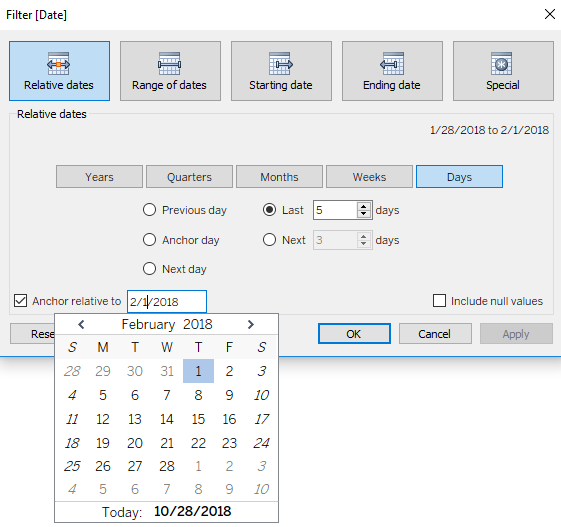 Filter [Date]
Relative dates Range of dates Starting date Ending date Special
Relative dates
1/28/2018 to 2/1/2018
Years Quarters Months Weeks Days
Previous day Last 5 days
Anchor day Next 3 days
Next day
Anchor relative to 2/1/2018 Include null values
Rese OK Cancel Apply
February 2018
S M T W T F S
28 29 30 31 1 2 3
4 5 6 7 8 9 10
11 12 13 14 15 16 17
18 19 20 21 22 23 24
25 26 27 28 1 2 3
4 5 6 7 8 9 10
Today: 10/28/2018